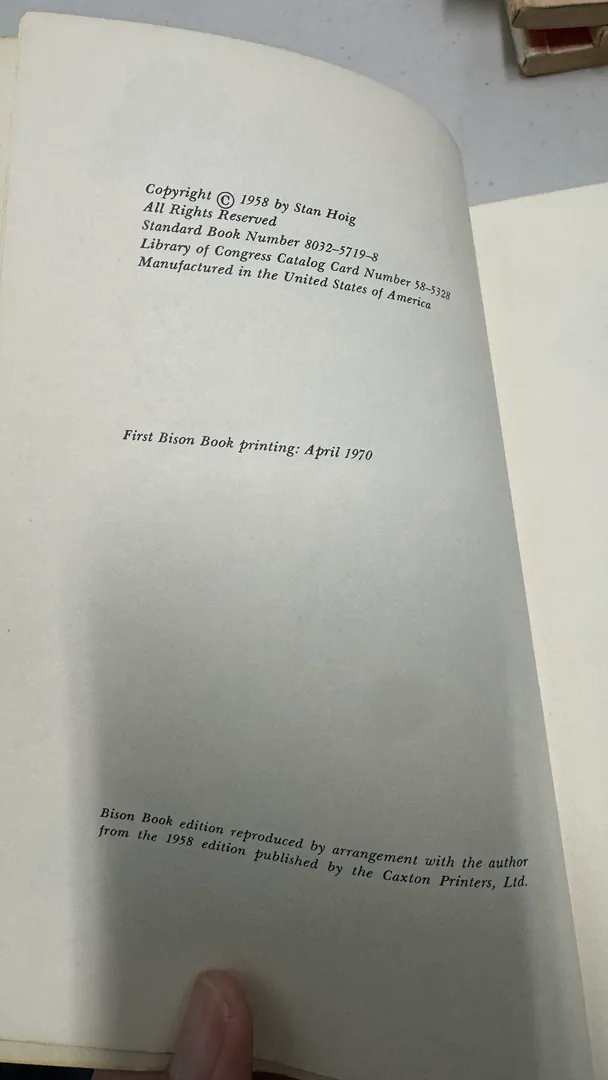 Copyright © 1958 by Stan Hoig
All Rights Reserved
Standard Book Number 8032-5719-8
Library of Congress Catalog Card Number 58-5328
Manufactured in the United States of America
First Bison Book printing: April 1970
Bison Book edition reproduced by arrangement with the author
from the 1958 edition published by the Caxton Printers, Ltd.